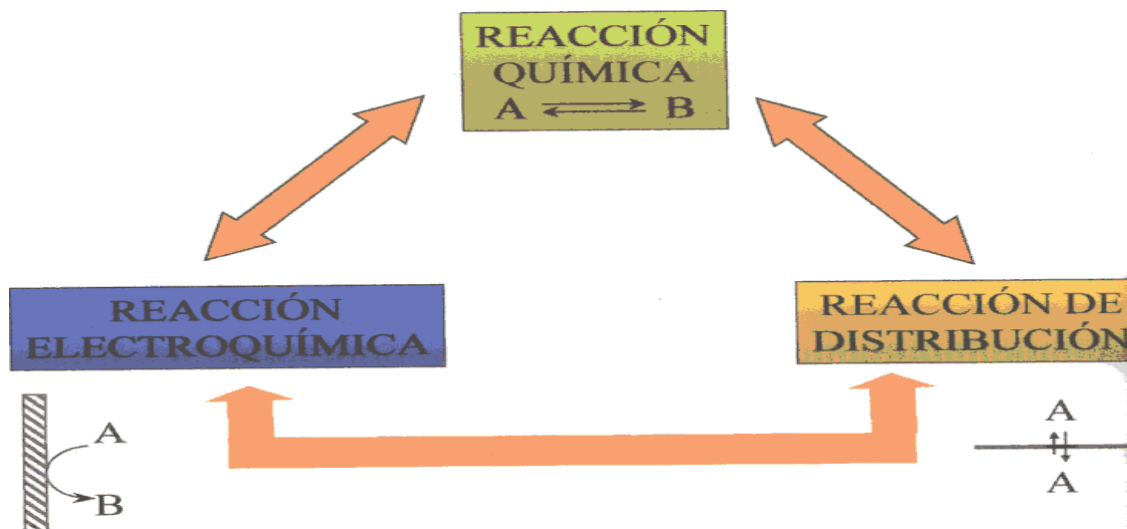 REACCIÓN
QUÍMICA
A ⇌ B
REACCIÓN
ELECTROQUÍMICA
REACCIÓN DE
DISTRIBUCIÓN
A
B
A
A